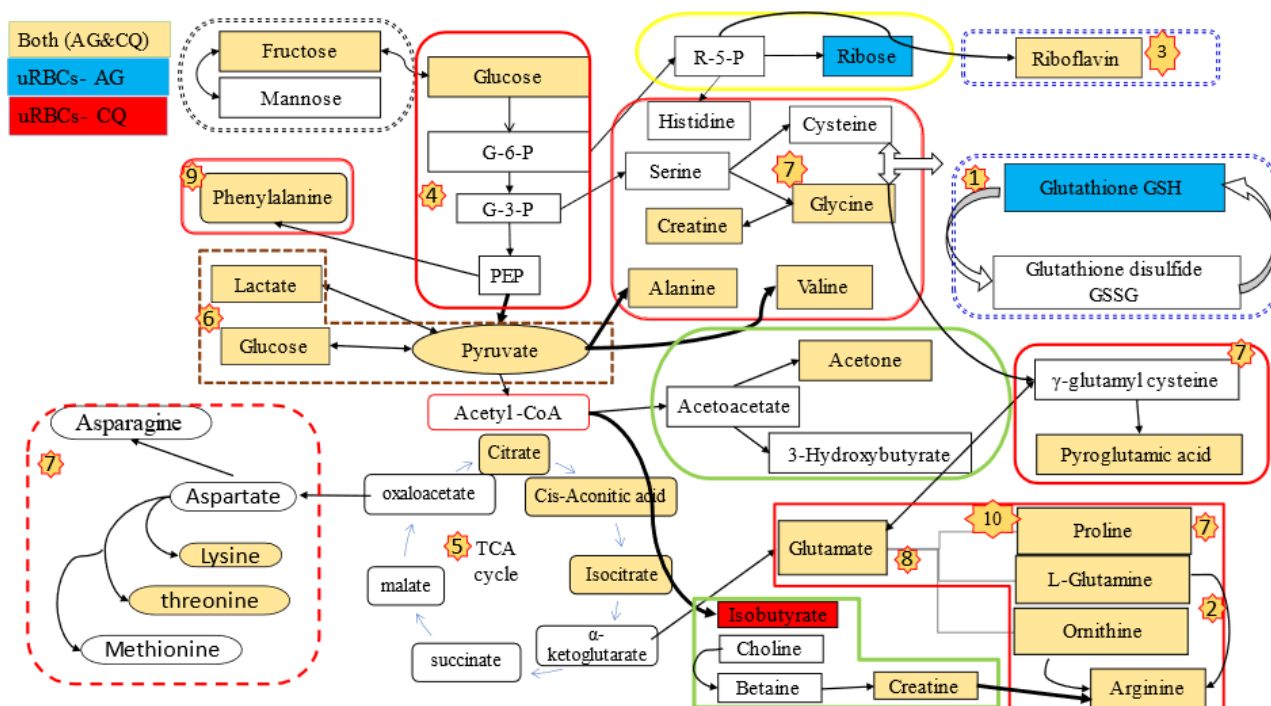 Both (AG&CQ)
uRBCs- AG
uRBCs- CQ
Fructose
Mannose
Glucose
G-6-P
G-3-P
PEP
4
9
Phenylalanine
Lactate
6
Glucose
Pyruvate
Acetyl -CoA
R-5-P
Ribose
Riboflavin
3
Histidine
Cysteine
Serine
7
Glycine
Creatine
Alanine
Valine
1
Glutathione GSH
Glutathione disulfide
GSSG
Acetone
Acetoacetate
3-Hydroxybutyrate
7
γ-glutamyl cysteine
Pyroglutamic acid
Asparagine
7
Aspartate
Lysine
threonine
Methionine
Citrate
oxaloacetate
Cis-Aconitic acid
5
TCA
cycle
malate
Isocitrate
succinate
α-
ketoglutarate
Glutamate
8
10
Proline
7
L-Glutamine
2
Ornithine
Arginine
Isobutyrate
Choline
Betaine
Creatine